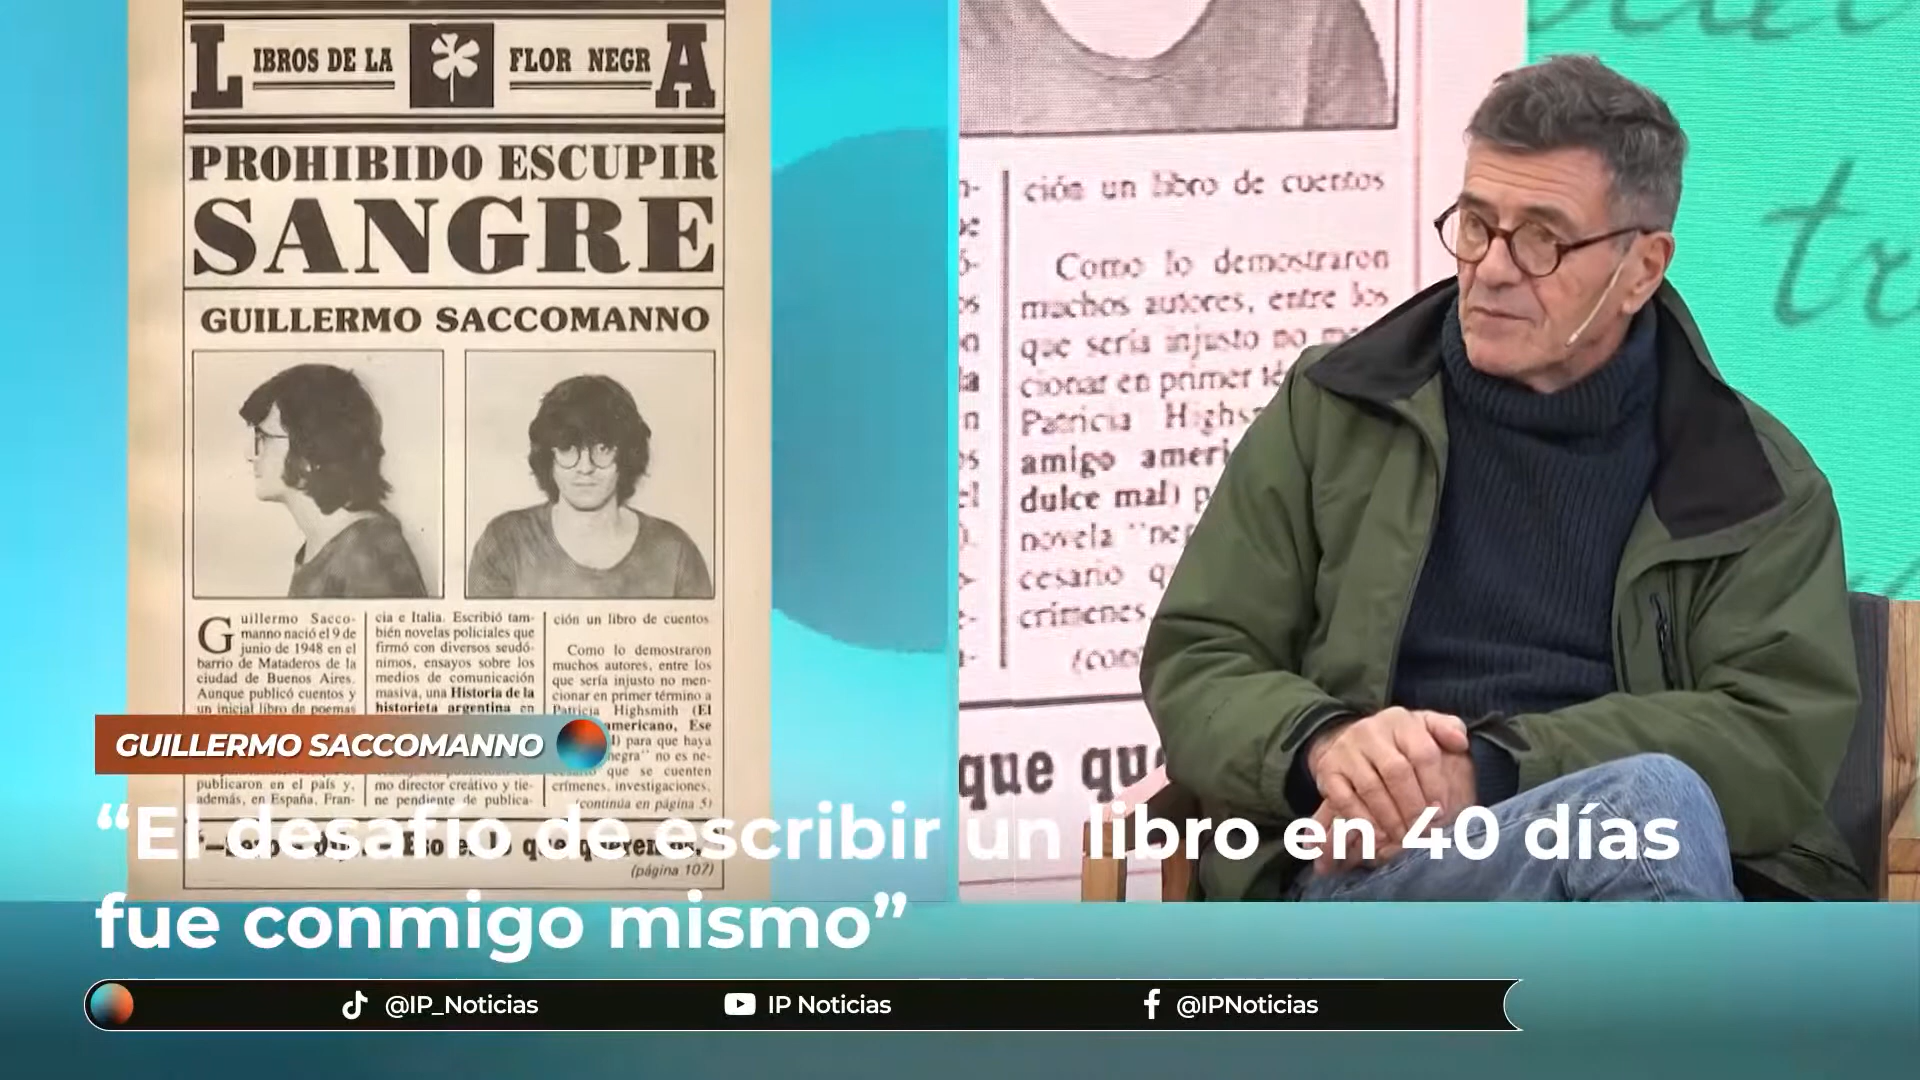 LIBROS DE LA FLOR NEGRA
PROHIBIDO ESCUPIR
SANGRE
GUILLERMO SACCOMANNO
Guillermo Sacco-
manno nació el 9 de
junio de 1948 en el
barrio de Mataderos de la
ciudad de Buenos Aires.
Aunque publicó cuentos y
un inicial libro de poemas
publicaron en el país y,
además, en España, Fran-
cia e Italia. Escribió tam-
bién novelas policiales que
firmó con diversos seudó-
nimos, ensayos sobre los
medios de comunicación
masiva, una Historia de la
historieta argentina en
mo director creativo y tie-
ne pendiente de publica-
ción un libro de cuentos
Como lo demostraron
muchos autores, entre los
que sería injusto no men-
cionar en primer término a
Patricia Highsmith (El
americano, Ese
para que haya
negra" no es ne-
cesario que se cuenten
crímenes, investigaciones,
(continúa en página 5)
que queremos.
(página 107)
ción un libro de cuentos
Como lo demostraron
muchos autores, entre los
que sería injusto no
cionar en primer
Patricia
amigo
dulce mal)
novela
cesario
crímenes,
que
GUILLERMO SACCOMANNO
“El desafío de escribir un libro en 40 días
fue conmigo mismo”
@IP_Noticias IP Noticias @IPNoticias